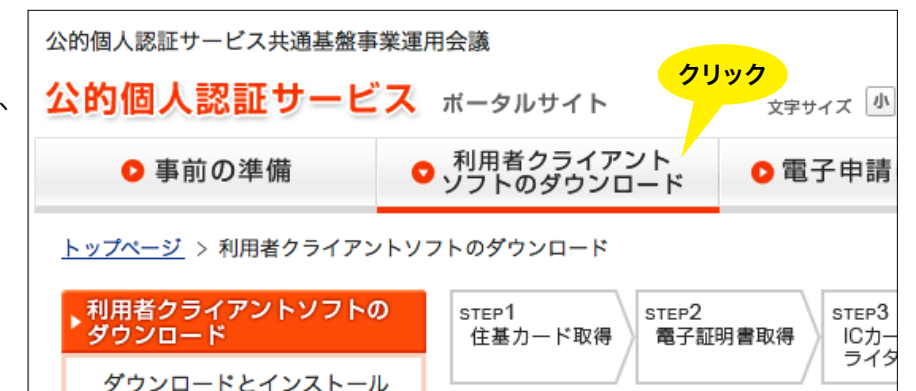 公的個人認証サービス共通基盤事業運用会議
クリック
、
公的個人認証サービス ポータルサイト
文字サイズ 小
事前の準備
利用者クライアント
ソフトのダウンロード
電子申請
トップページ > 利用者クライアントソフトのダウンロード
利用者クライアントソフトの
ダウンロード
ダウンロードとインストール
STEP1
住基カード取得
STEP2
電子証明書取得
STEP3
ICカー
ライタ